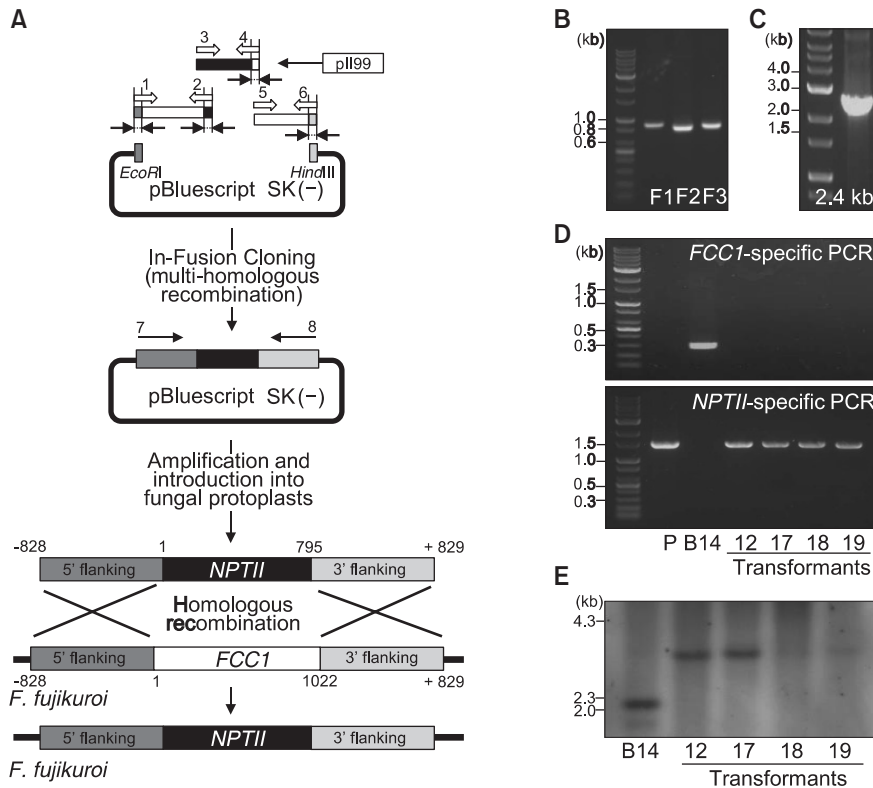 A
3 4
pII99
1 2
5 6
EcoRI HindIII
pBluescript SK(−)
In-Fusion Cloning
(multi-homologous
recombination)
7 8
pBluescript SK(−)
Amplification and
introduction into
fungal protoplasts
-828 1 795 + 829
5’ flanking NPTII 3’ flanking
Homologous
recombination
5’ flanking FCC1 3’ flanking
-828 1 1022 + 829
F. fujikuroi
5’ flanking NPTII 3’ flanking
F. fujikuroi
B
(kb)
1.0
0.8
0.6
F1 F2 F3
C
(kb)
4.0
3.0
2.0
1.5
2.4 kb
D
(kb)
FCC1-specific PCR
1.5
1.0
0.5
0.3
NPTII-specific PCR
1.5
1.0
0.5
0.3
P B14 12 17 18 19
Transformants
E
(kb)
4.3
2.3
2.0
B14 12 17 18 19
Transformants